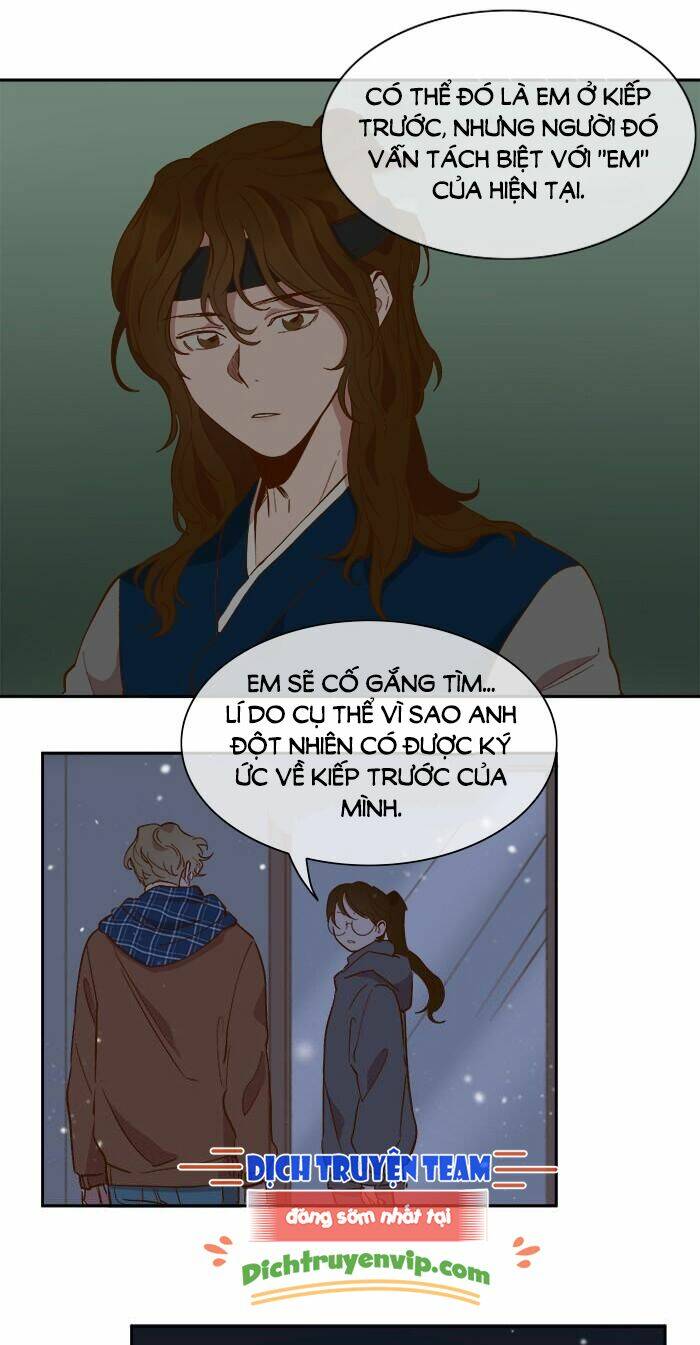 CÓ THỂ ĐÓ LÀ EM Ở KIẾP
TRƯỚC, NHƯNG NGƯỜI ĐÓ
VẪN TÁCH BIỆT VỚI "EM"
CỦA HIỆN TẠI.
EM SẼ CỐ GẮNG TÌM...
LÍ DO CỤ THỂ VÌ SAO ANH
ĐỘT NHIÊN CÓ ĐƯỢC KÝ
ỨC VỀ KIẾP TRƯỚC CỦA
MÌNH.
DỊCH TRUYỆN TEAM
đăng sớm nhất tại
Dichtruyenvip.com